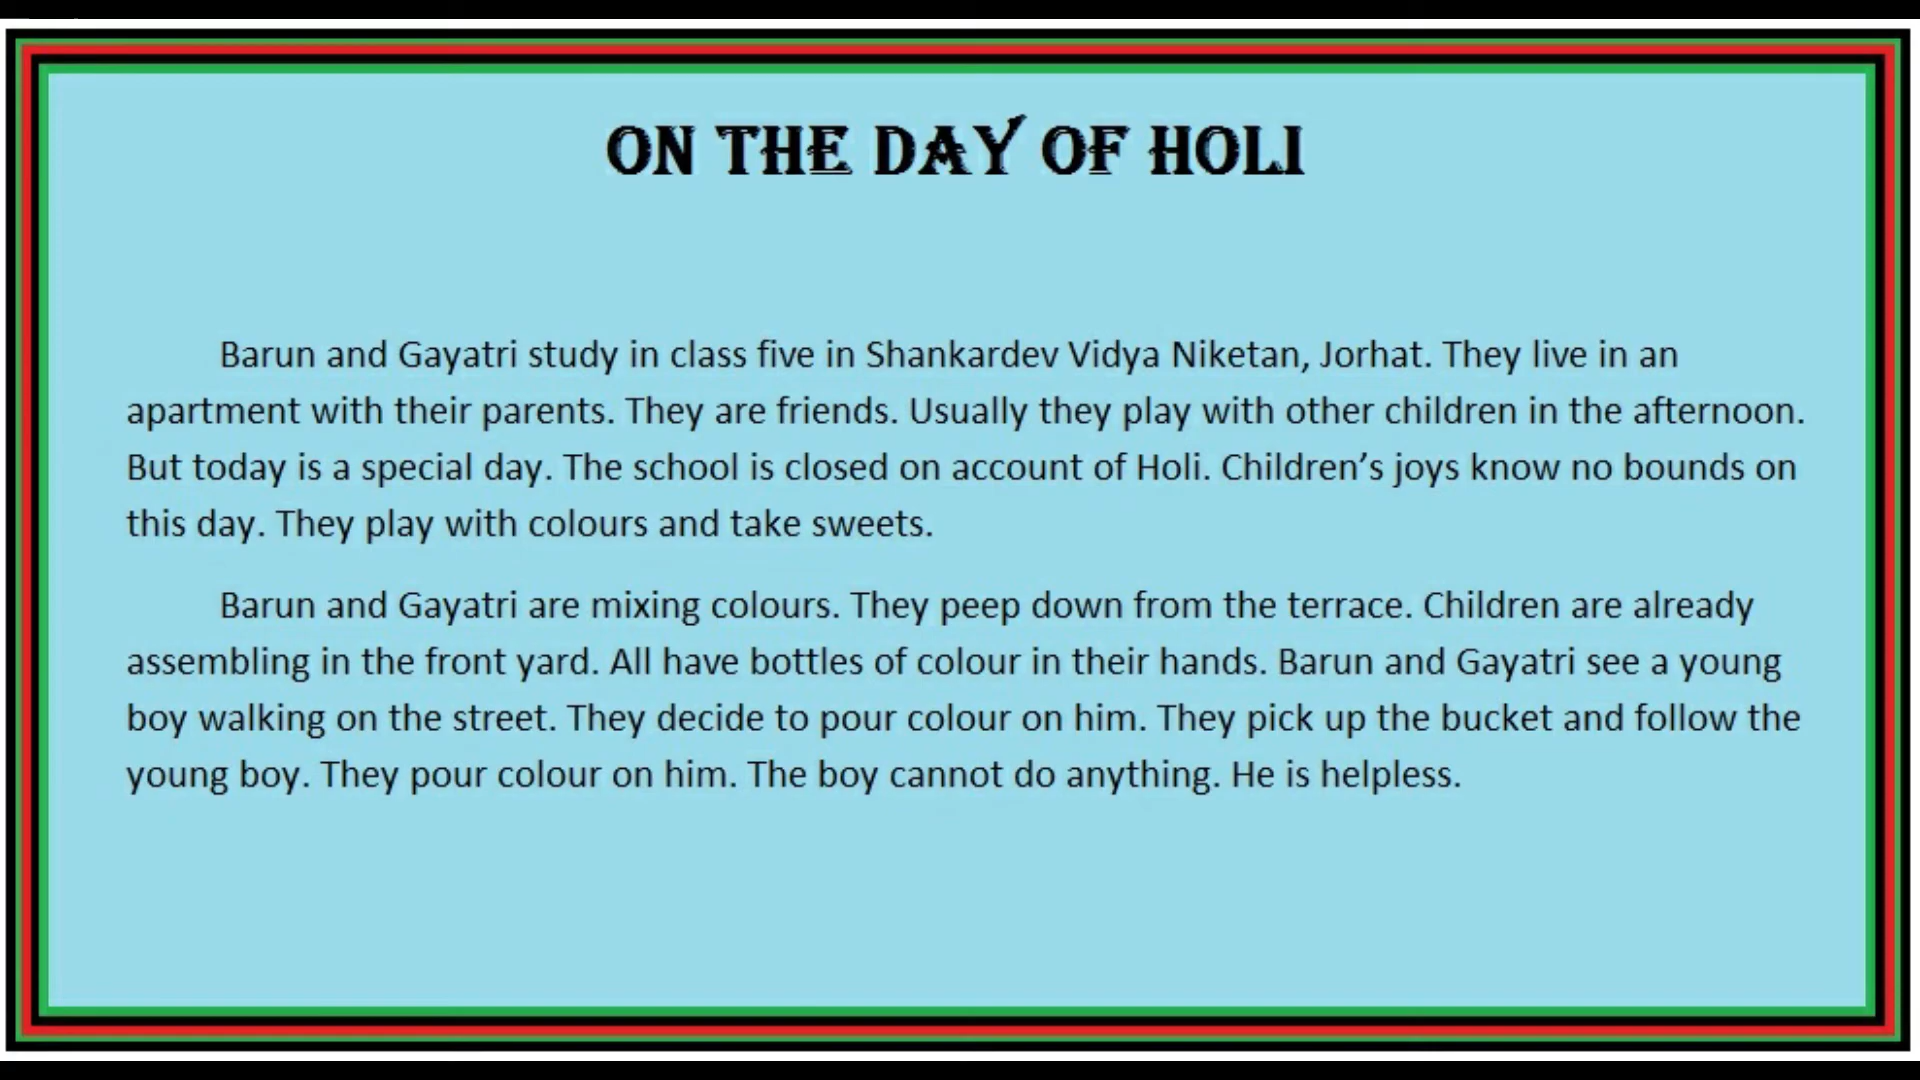 ON THE DAY OF HOLI
Barun and Gayatri study in class five in Shankardev Vidya Niketan, Jorhat. They live in an
apartment with their parents. They are friends. Usually they play with other children in the afternoon.
But today is a special day. The school is closed on account of Holi. Children’s joys know no bounds on
this day. They play with colours and take sweets.
Barun and Gayatri are mixing colours. They peep down from the terrace. Children are already
assembling in the front yard. All have bottles of colour in their hands. Barun and Gayatri see a young
boy walking on the street. They decide to pour colour on him. They pick up the bucket and follow the
young boy. They pour colour on him. The boy cannot do anything. He is helpless.